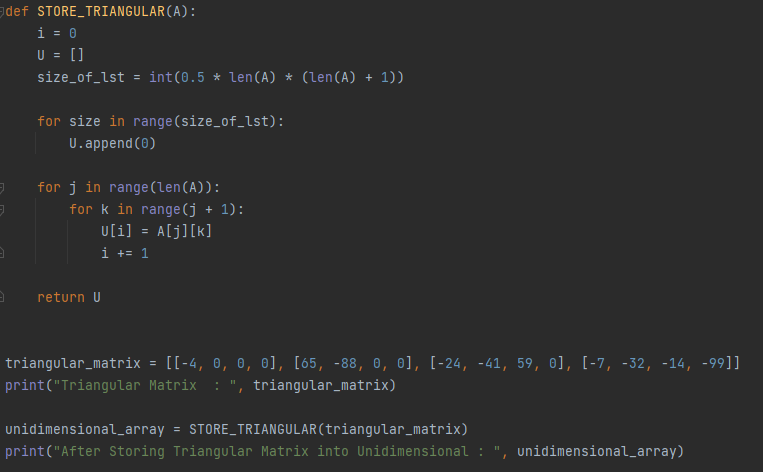 def STORE_TRIANGULAR(A):
    i = 0
    U = []
    size_of_lst = int(0.5 * len(A) * (len(A) + 1))
    for size in range(size_of_lst):
        U.append(0)
    for j in range(len(A)):
        for k in range(j + 1):
            U[i] = A[j][k]
            i += 1
    return U
triangular_matrix = [[-4, 0, 0, 0], [65, -88, 0, 0], [-24, -41, 59, 0], [-7, -32, -14, -99]]
print("Triangular Matrix  : ", triangular_matrix)
unidimensional_array = STORE_TRIANGULAR(triangular_matrix)
print("After Storing Triangular Matrix into Unidimensional : ", unidimensional_array)